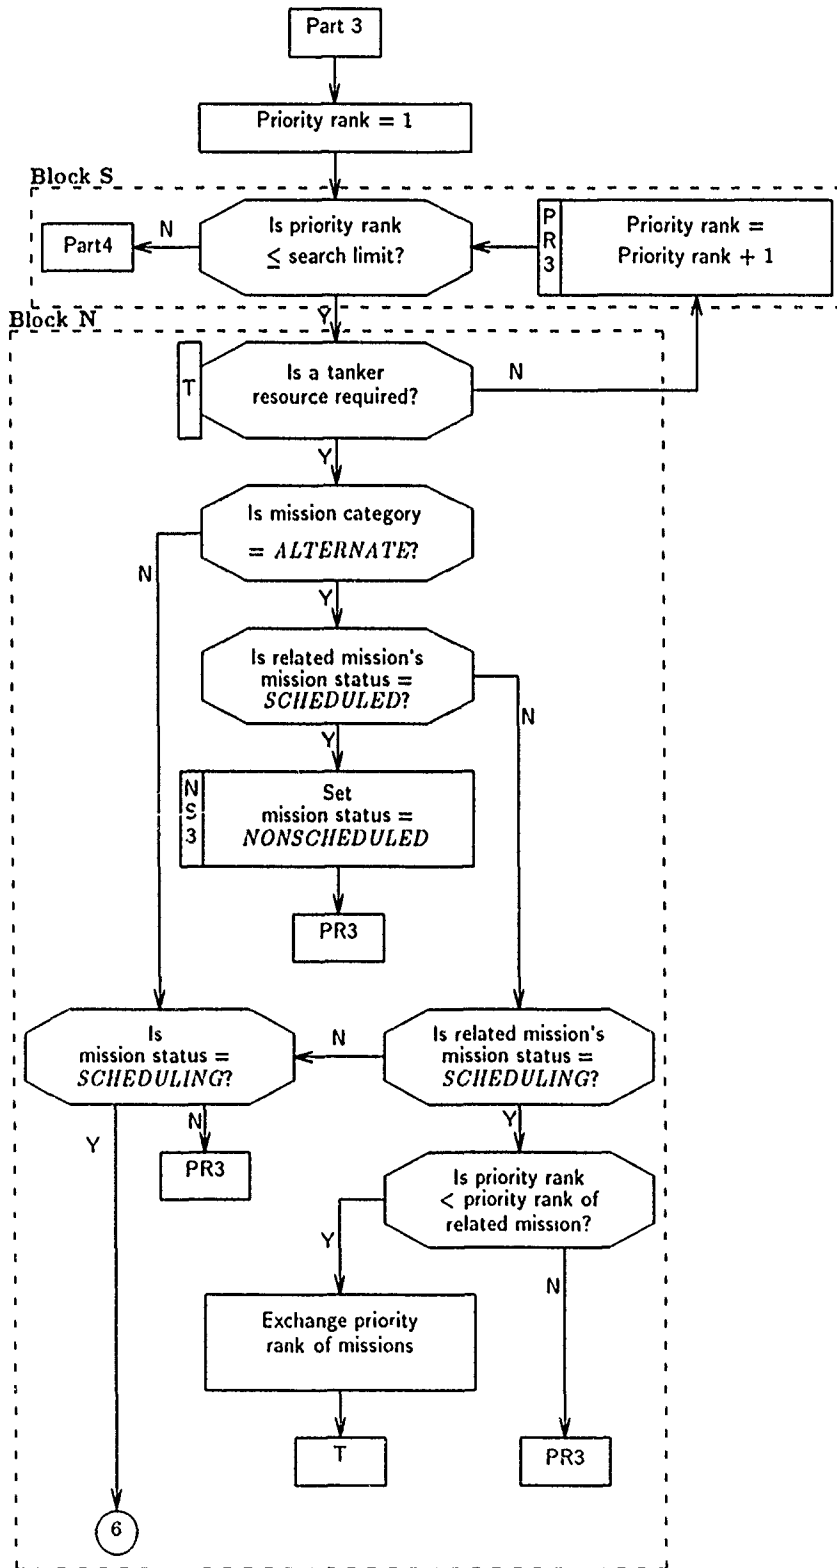 Part 3
Priority rank = 1
Block S
Is priority rank
≤ search limit?
N
Part4
P
R
3
Priority rank =
Priority rank + 1
Y
Block N
T
Is a tanker
resource required?
N
Y
Is mission category
= ALTERNATE?
N
Y
Is related mission's
mission status =
SCHEDULED?
N
Y
N
S
3
Set
mission status =
NONSCHEDULED
PR3
Is
mission status =
SCHEDULING?
N
Is related mission's
mission status =
SCHEDULING?
Y
N
PR3
Y
Is priority rank
< priority rank of
related mission?
Y
N
Exchange priority
rank of missions
T
PR3
6